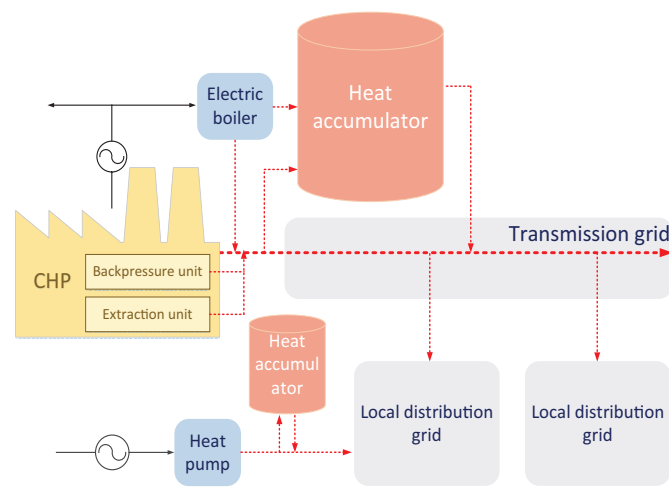 Electric
boiler
Heat
accumulator
Transmission grid
CHP
Backpressure unit
Extraction unit
Heat
accumul
ator
Local distribution
grid
Local distribution
grid
Heat
pump